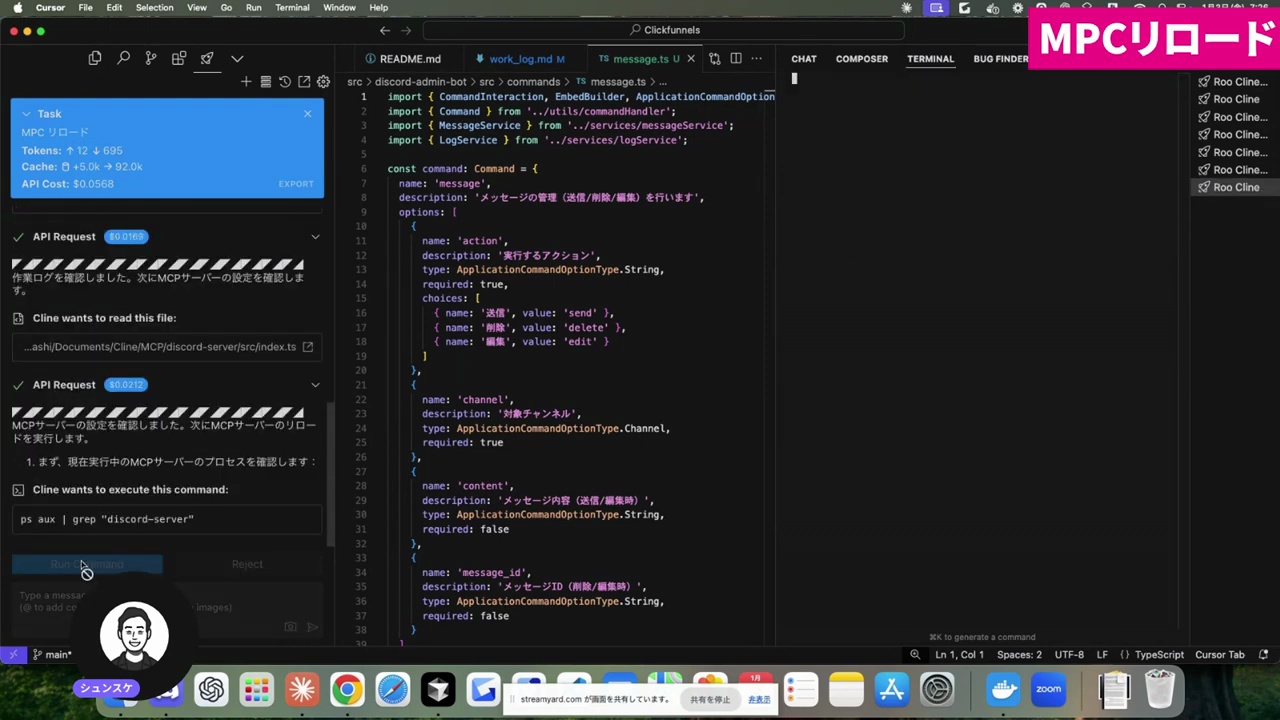 Cursor File Edit Selection View Go Run Terminal Window Help
MPCリロード
Clickfunnels
README.md
work_log.md M
message.ts U
CHAT COMPOSER TERMINAL BUG FINDER
src > discord-admin-bot > src > commands > message.ts > ...
Task
MPC リロード
Tokens: ↑ 12 ↓ 695
Cache: +5.0k → 92.0k
API Cost: $0.0568
EXPORT
API Request $0.0169
作業ログを確認しました。次にMCPサーバーの設定を確認しま
す。
Cline wants to read this file:
...ashi/Documents/Cline/MCP/discord-server/src/index.ts
API Request $0.0212
MCPサーバーの設定を確認しました。次にMCPサーバーのリロー
ドを実行します。
1. まず、現在実行中のMCPサーバーのプロセスを確認します：
Cline wants to execute this command:
ps aux | grep "discord-server"
Run Command
Reject
Type a messa
(@ to add co
images)
1 import { CommandInteraction, EmbedBuilder, ApplicationCommandOption
2 import { Command } from '../utils/commandHandler';
3 import { MessageService } from '../services/messageService';
4 import { LogService } from '../services/logService';
5
6 const command: Command = {
7 name: 'message',
8 description: 'メッセージの管理（送信/削除/編集）を行います',
9 options: [
10 {
11 name: 'action',
12 description: '実行するアクション',
13 type: ApplicationCommandOptionType.String,
14 required: true,
15 choices: [
16 { name: '送信', value: 'send' },
17 { name: '削除', value: 'delete' },
18 { name: '編集', value: 'edit' }
19 ]
20 },
21 {
22 name: 'channel',
23 description: '対象チャンネル',
24 type: ApplicationCommandOptionType.Channel,
25 required: true
26 },
27 {
28 name: 'content',
29 description: 'メッセージ内容（送信/編集時）',
30 type: ApplicationCommandOptionType.String,
31 required: false
32 },
33 {
34 name: 'message_id',
35 description: 'メッセージID（削除/編集時）',
36 type: ApplicationCommandOptionType.String,
37 required: false
38 }
39 ]
Roo Cline...
Roo Cline
Roo Cline...
Roo Cline...
Roo Cline...
Roo Cline...
Roo Cline
⌘K to generate a command
main*
Ln 1, Col 1 Spaces: 2 UTF-8 LF {} TypeScript Cursor Tab
シュンスケ
1月
streamyard.com が画面を共有しています。
共有を停止
非表示
zoom